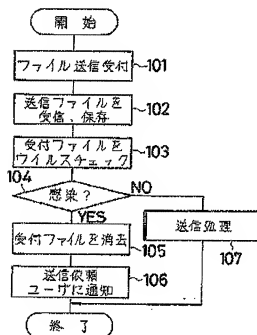 開始
ファイル送信受付
101
送信ファイルを
受信、保存
102
受付ファイルを
ウイルスチェック
103
104
感染?
NO
YES
受付ファイルを消去
105
送信処理
107
送信依頼
ユーザに通知
106
終了